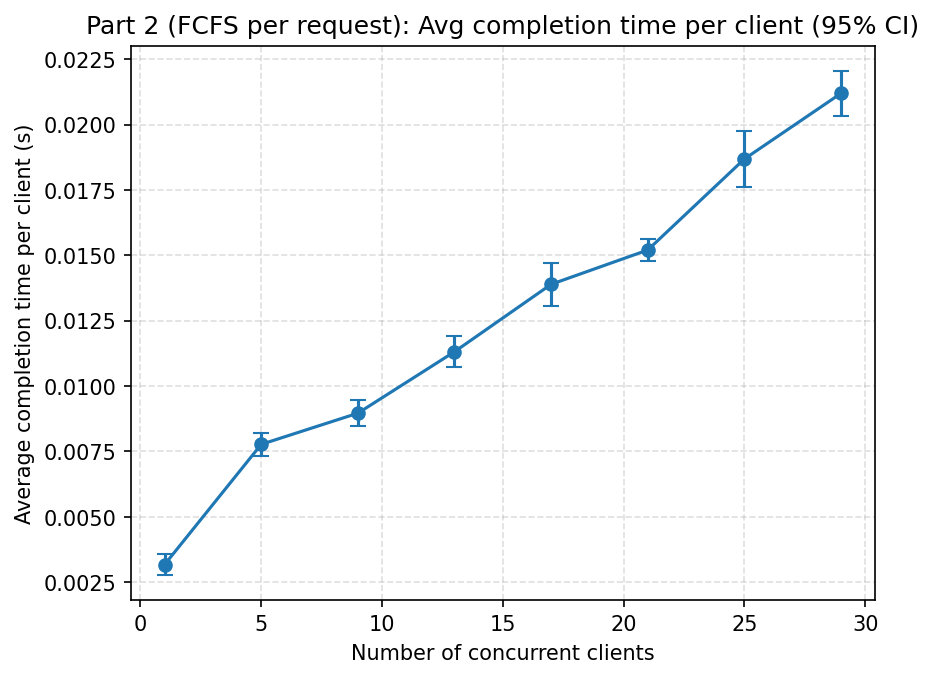 Part 2 (FCFS per request): Avg completion time per client (95% CI)
Average completion time per client (s)
0.0225
0.0200
0.0175
0.0150
0.0125
0.0100
0.0075
0.0050
0.0025
0 5 10 15 20 25 30
Number of concurrent clients